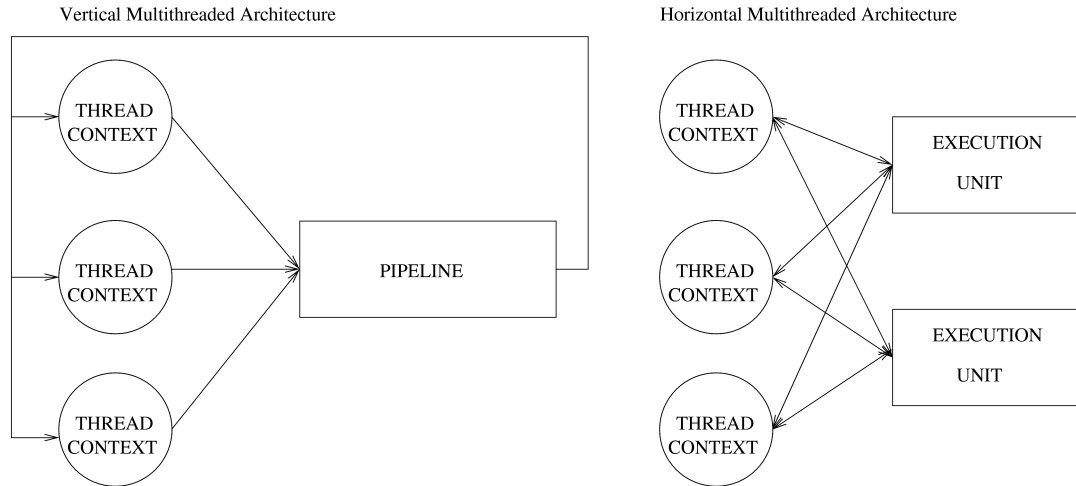 Vertical Multithreaded Architecture
THREAD
CONTEXT
THREAD
CONTEXT
THREAD
CONTEXT
PIPELINE
Horizontal Multithreaded Architecture
THREAD
CONTEXT
THREAD
CONTEXT
THREAD
CONTEXT
EXECUTION
UNIT
EXECUTION
UNIT